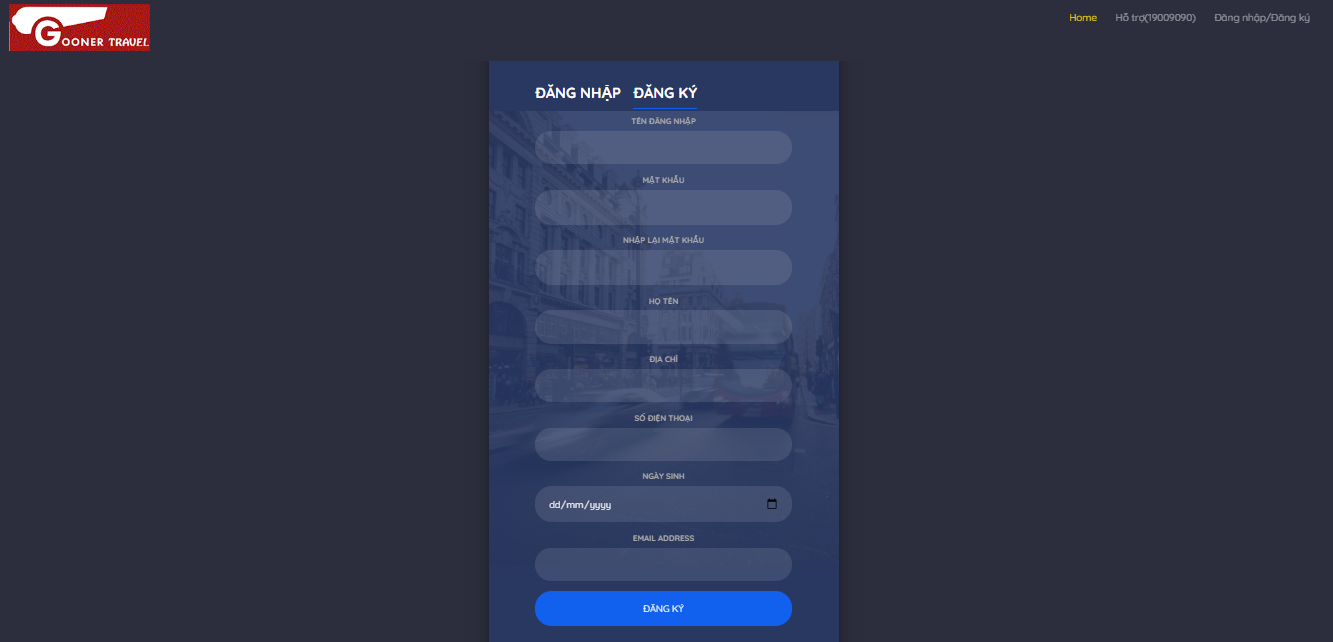 GOONER TRAVEL
Home Hỗ trợ(19009090) Đăng nhập/Đăng ký
ĐĂNG NHẬP ĐĂNG KÝ
TÊN ĐĂNG NHẬP
MẬT KHẨU
NHẬP LẠI MẬT KHẨU
HỌ TÊN
ĐỊA CHỈ
SỐ ĐIỆN THOẠI
NGÀY SINH
dd/mm/yyyy
EMAIL ADDRESS
ĐĂNG KÝ